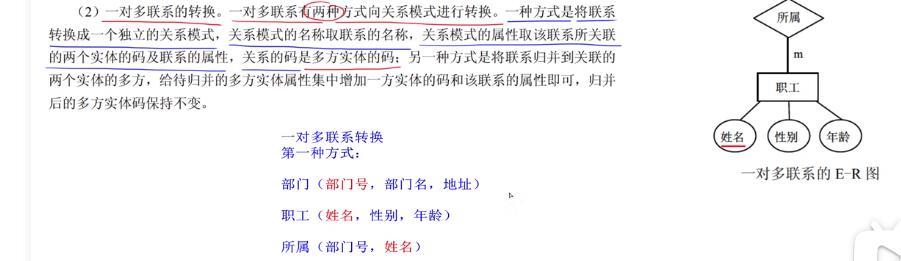 （2）一对多联系的转换。一对多联系有两种方式向关系模式进行转换。一种方式是将联系
转换成一个独立的关系模式，关系模式的名称取联系的名称，关系模式的属性取该联系所关联
的两个实体的码及联系的属性，关系的码是多方实体的码；另一种方式是将联系归并到关联的
两个实体的多方，给待归并的多方实体属性集中增加一方实体的码和该联系的属性即可，归并
后的多方实体码保持不变。
一对多联系转换
第一种方式：
部门（部门号，部门名，地址）
职工（姓名，性别，年龄）
所属（部门号，姓名）
所属
m
职工
姓名 性别 年龄
一对多联系的 E-R 图